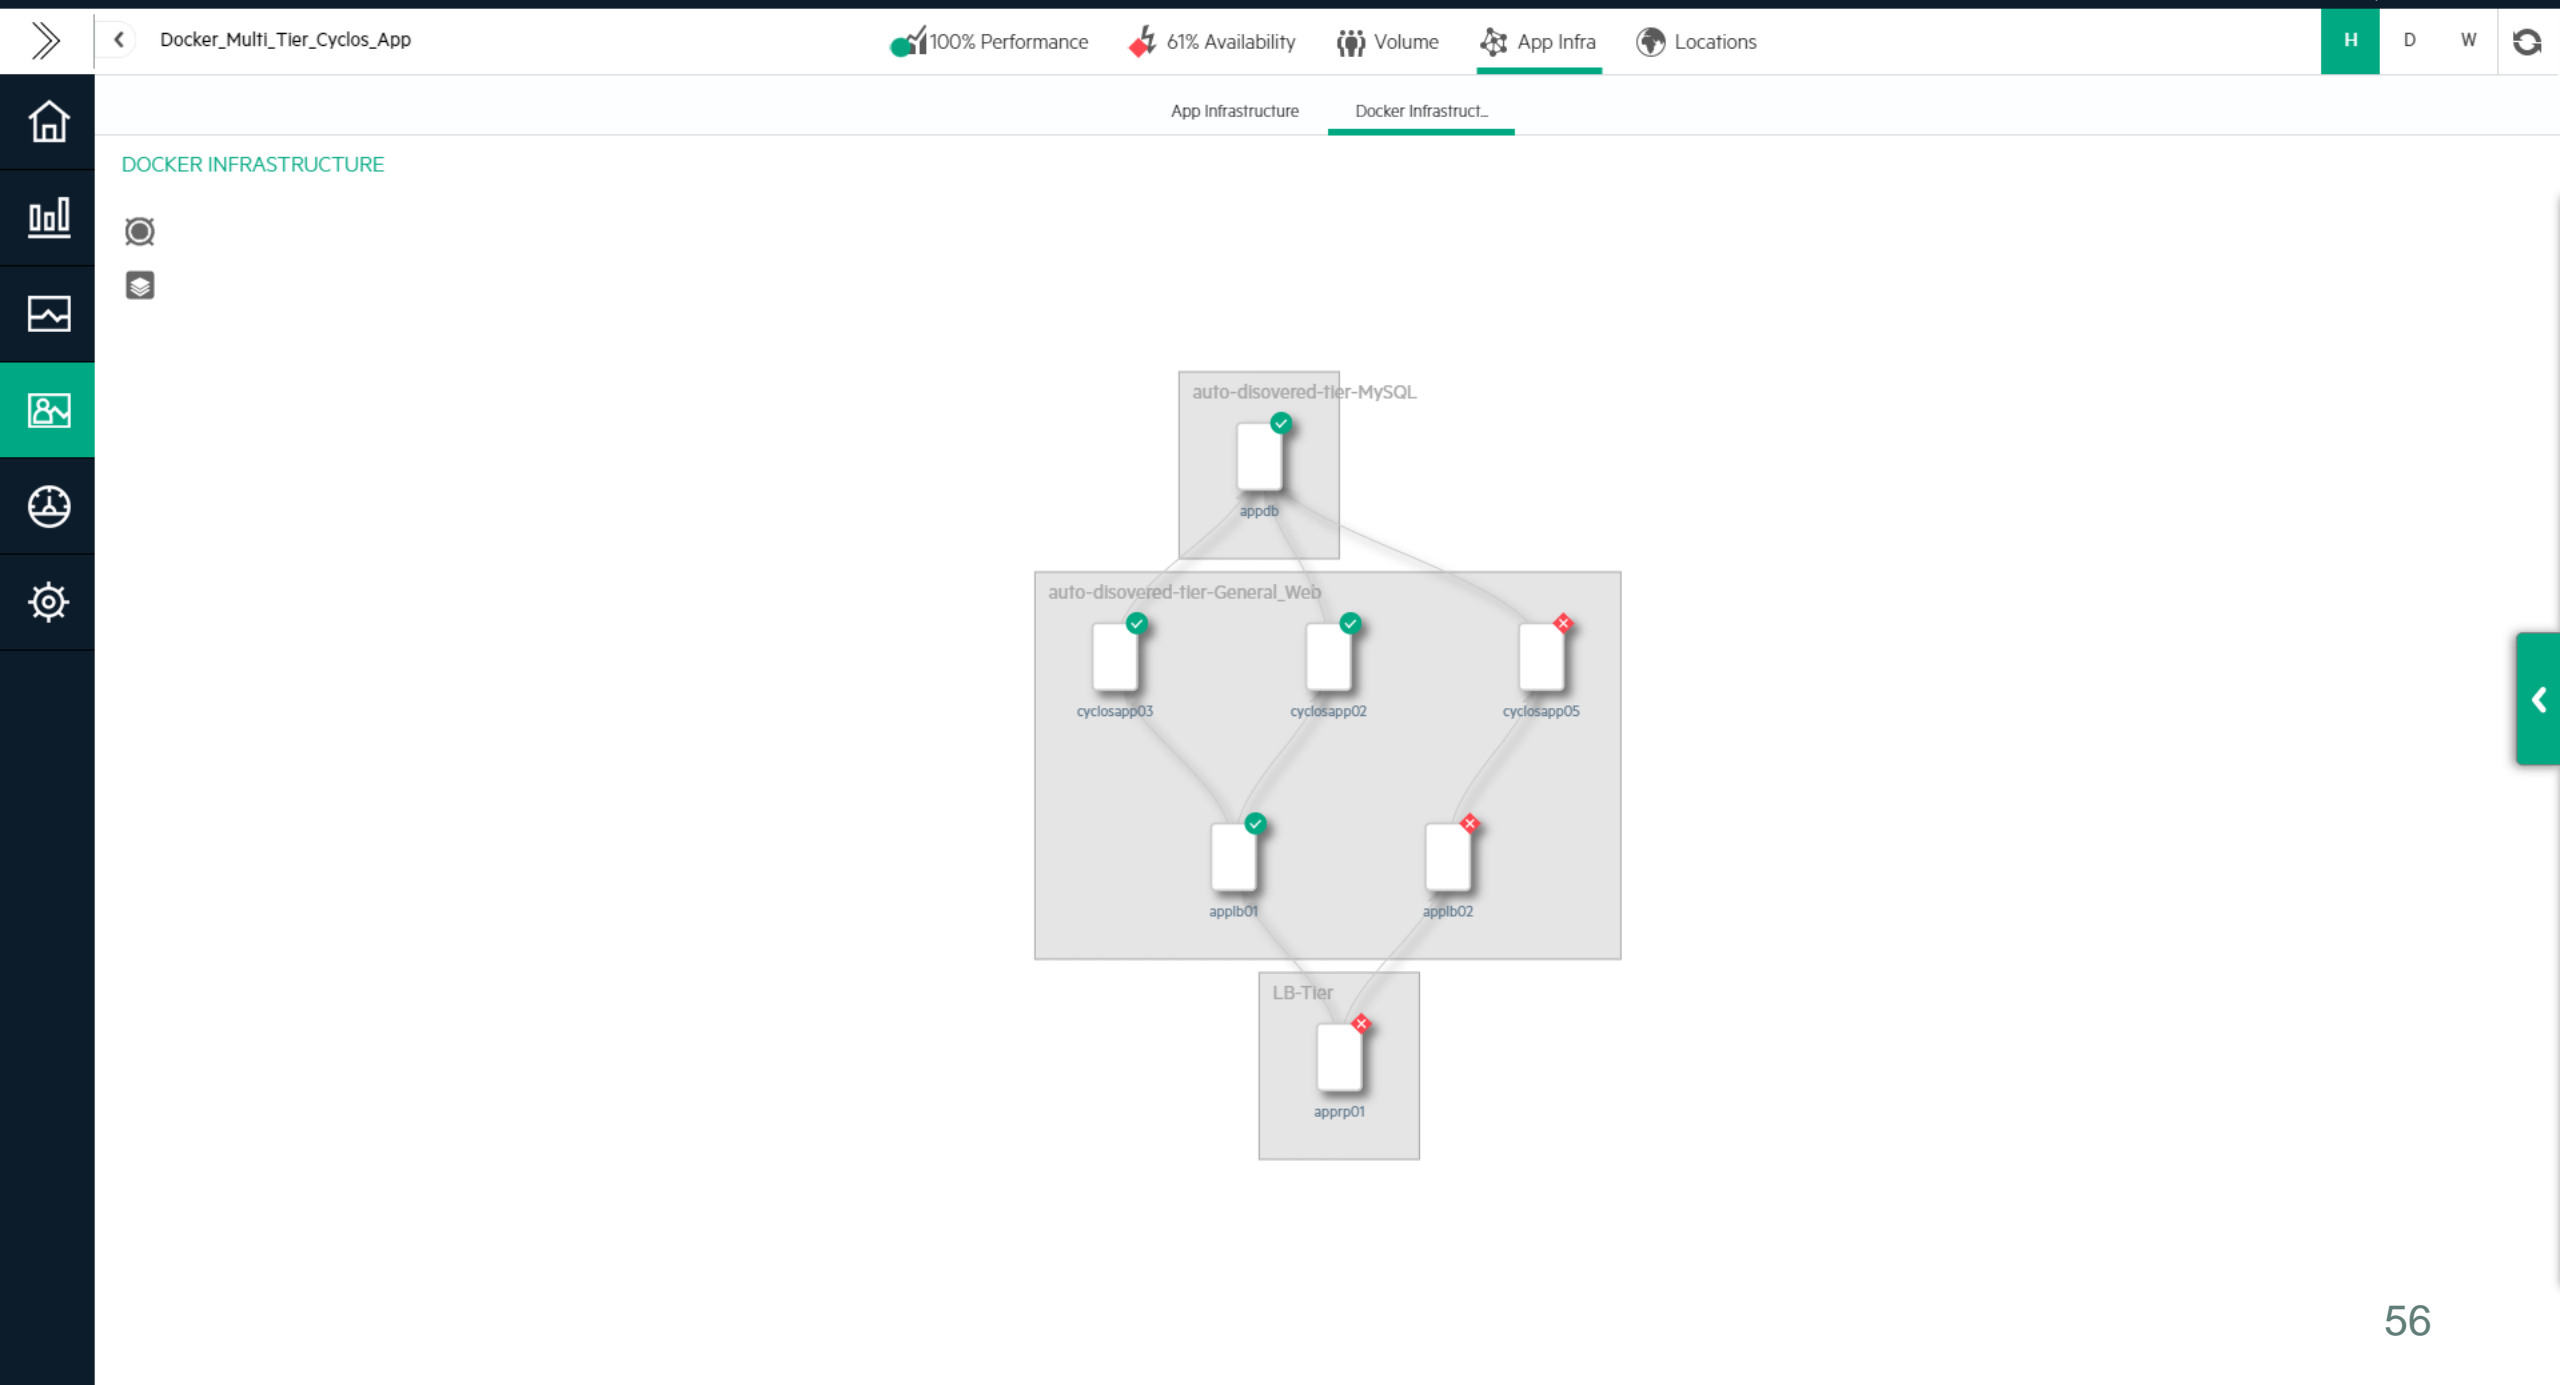 Docker_Multi_Tier_Cyclos_App
100% Performance
61% Availability
Volume
App Infra
Locations
H
D
W
App Infrastructure
Docker Infrastruct...
DOCKER INFRASTRUCTURE
auto-disovered-tier-MySQL
appdb
auto-disovered-tier-General_Web
cyclosapp03
cyclosapp02
cyclosapp05
applb01
applb02
LB-Tier
apprp01
56